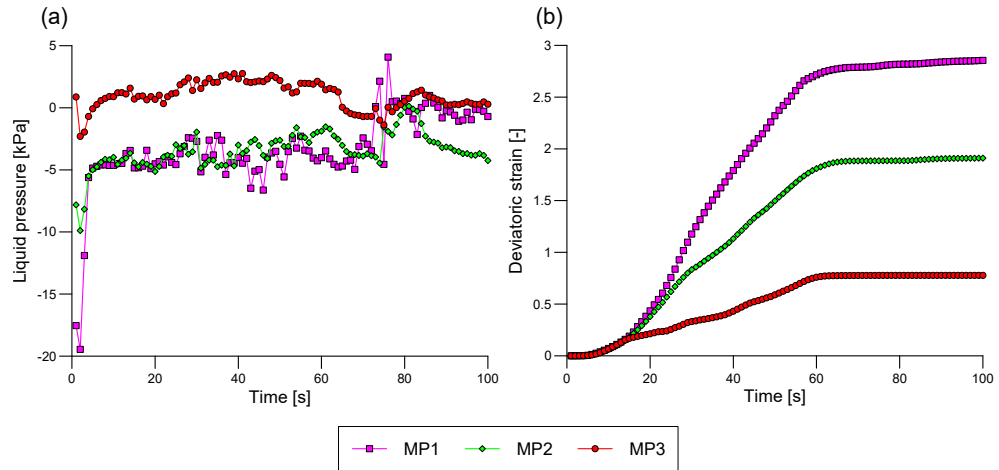 (a)
5
0
-5
-10
-15
-20
Liquid pressure [kPa]
0 20 40 60 80 100
Time [s]
(b)
3
2.5
2
1.5
1
0.5
0
Deviatoric strain [-]
0 20 40 60 80 100
Time [s]
MP1 MP2 MP3